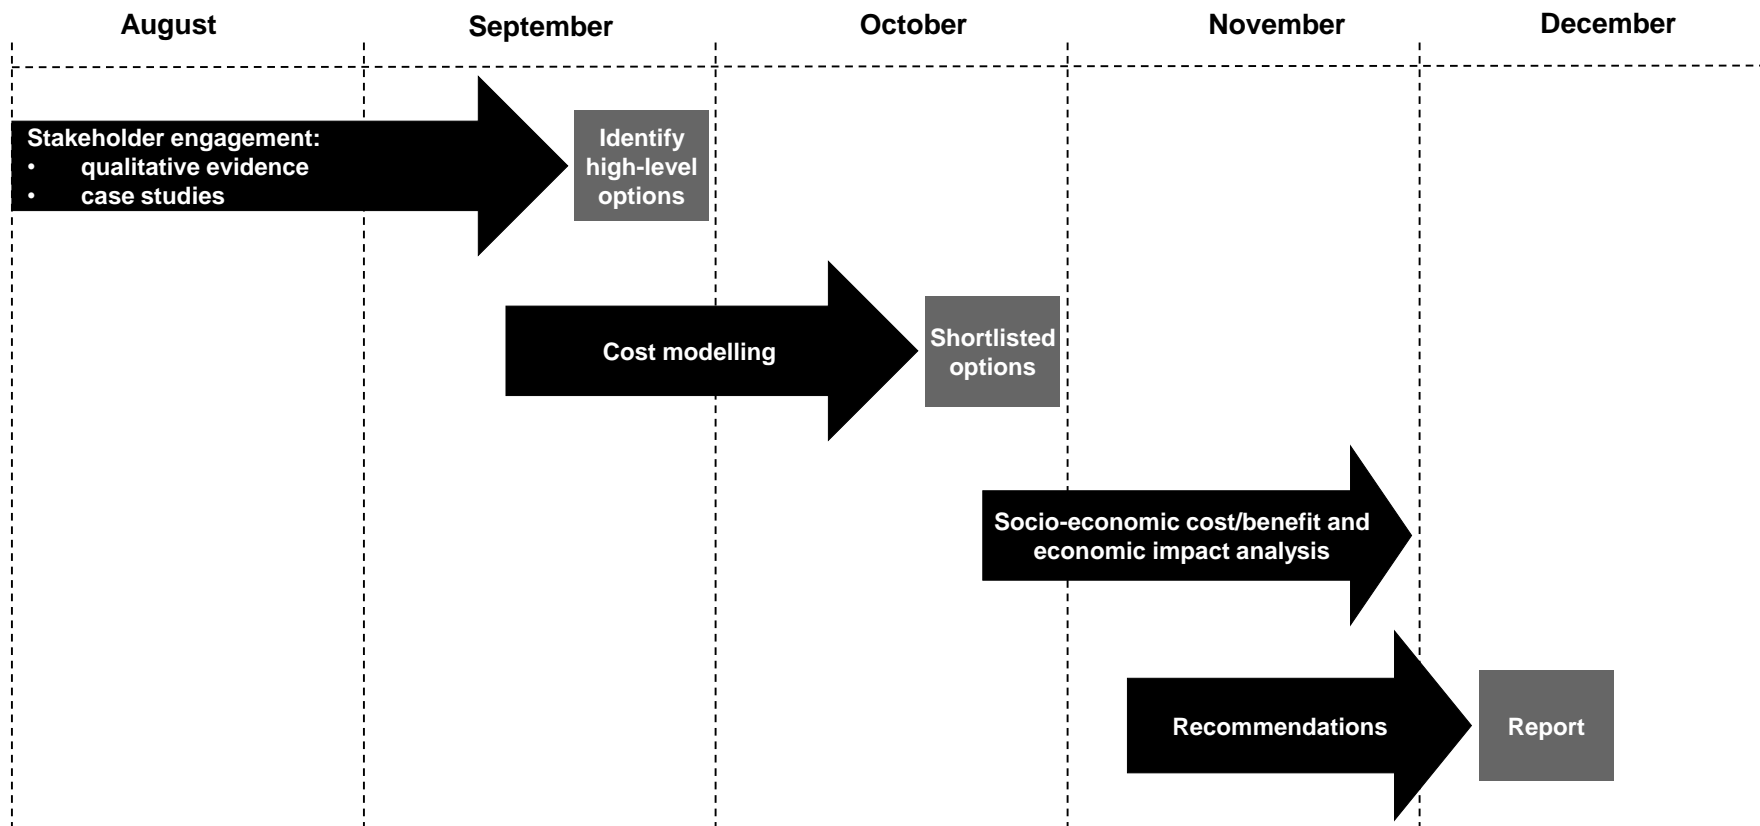 August
September
October
November
December
Stakeholder engagement:
• qualitative evidence
• case studies
Identify
high-level
options
Cost modelling
Shortlisted
options
Socio-economic cost/benefit and
economic impact analysis
Recommendations
Report